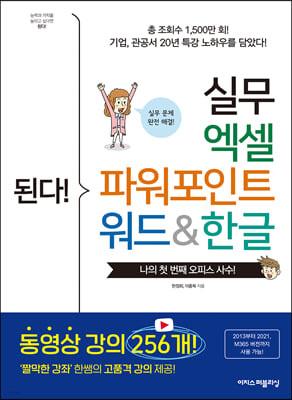 능력과 가치를
높이고 싶다면
된다!
총 조회수 1,500만 회!
기업, 관공서 20년 특강 노하우를 담았다!
실무 문제
완전 해결!
된다!
실무
엑셀
파워포인트
워드&한글
나의 첫 번째 오피스 사수!
한정희, 이충욱 지음
동영상 강의 256개!
'짤막한 강좌' 한쌤의 고품격 강의 제공!
2013부터 2021,
M365 버전까지
사용 가능!
이지스퍼블리싱